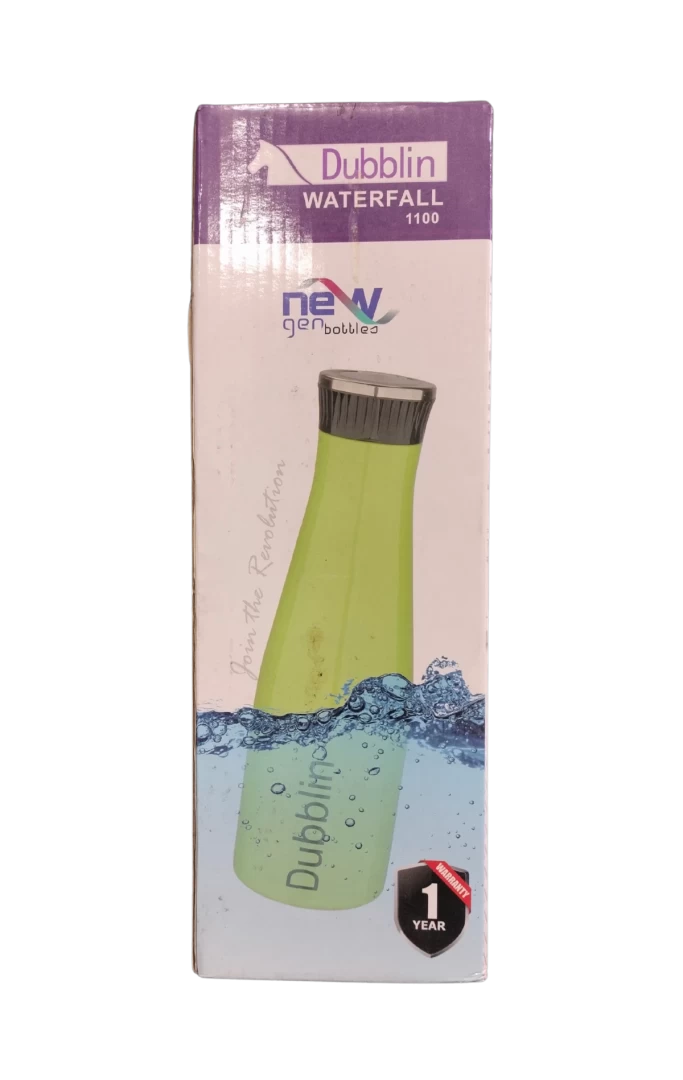 Dubblin
WATERFALL
1100
new
gen bottles
Join the Revolution
Dubblin
WARRANTY
1
YEAR